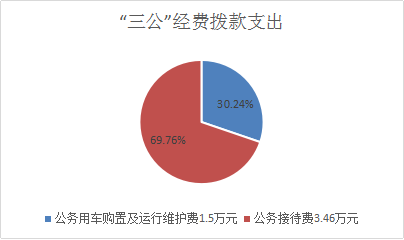 “三公”经费拨款支出
30.24%
69.76%
公务用车购置及运行维护费1.5万元 公务接待费3.46万元